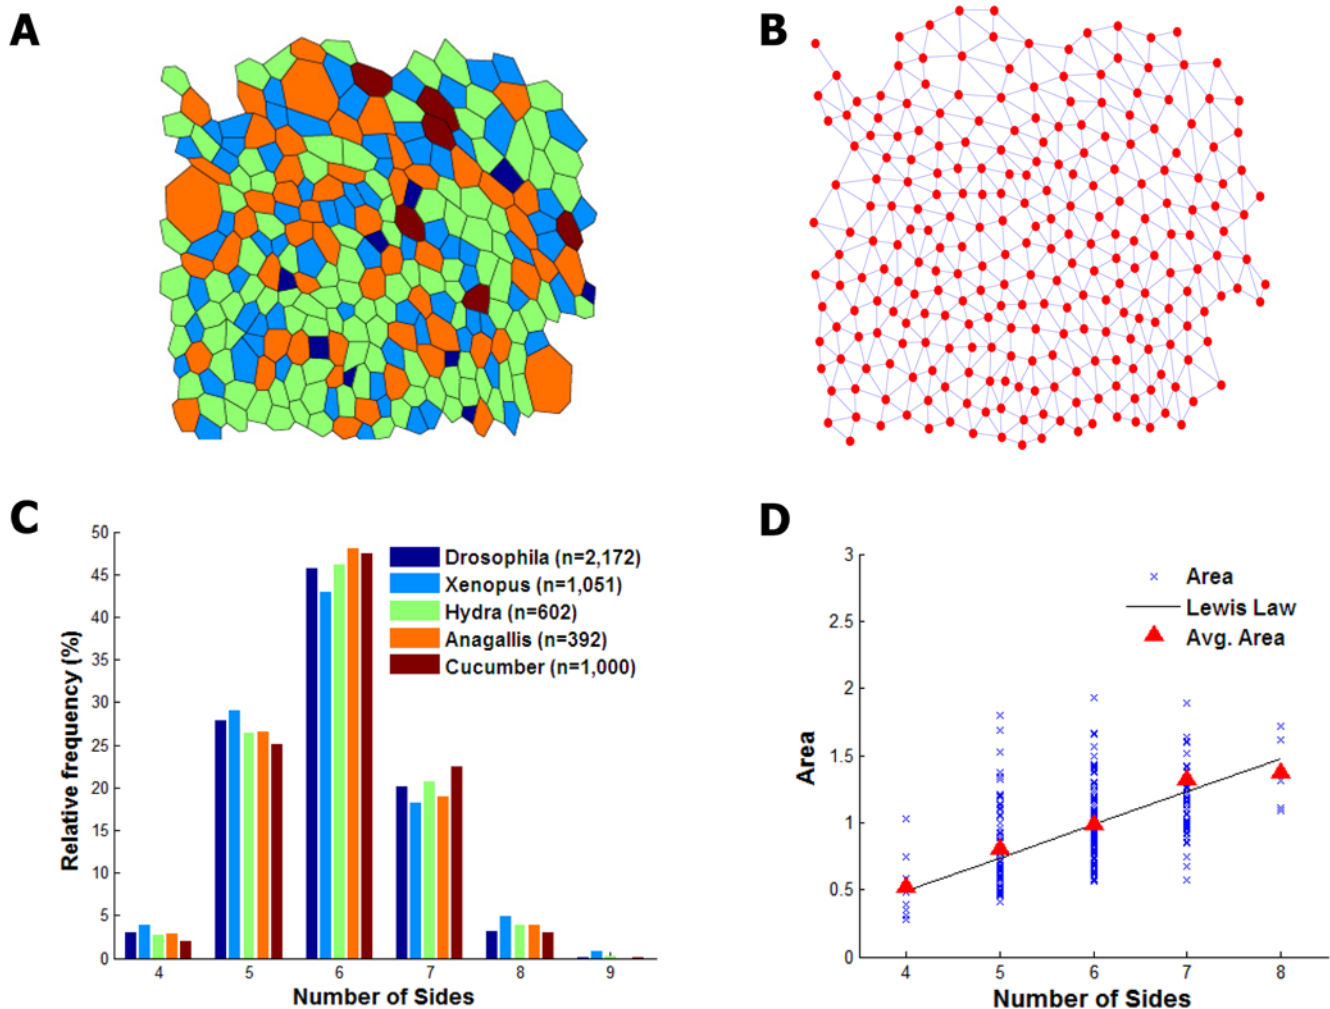 A
B
C
50
45
40
35
30
25
20
15
10
5
0
Relative frequency (%)
Drosophila (n=2,172)
Xenopus (n=1,051)
Hydra (n=602)
Anagallis (n=392)
Cucumber (n=1,000)
4 5 6 7 8 9
Number of Sides
D
3
2.5
2
1.5
1
0.5
0
Area
Area
Lewis Law
Avg. Area
4 5 6 7 8
Number of Sides